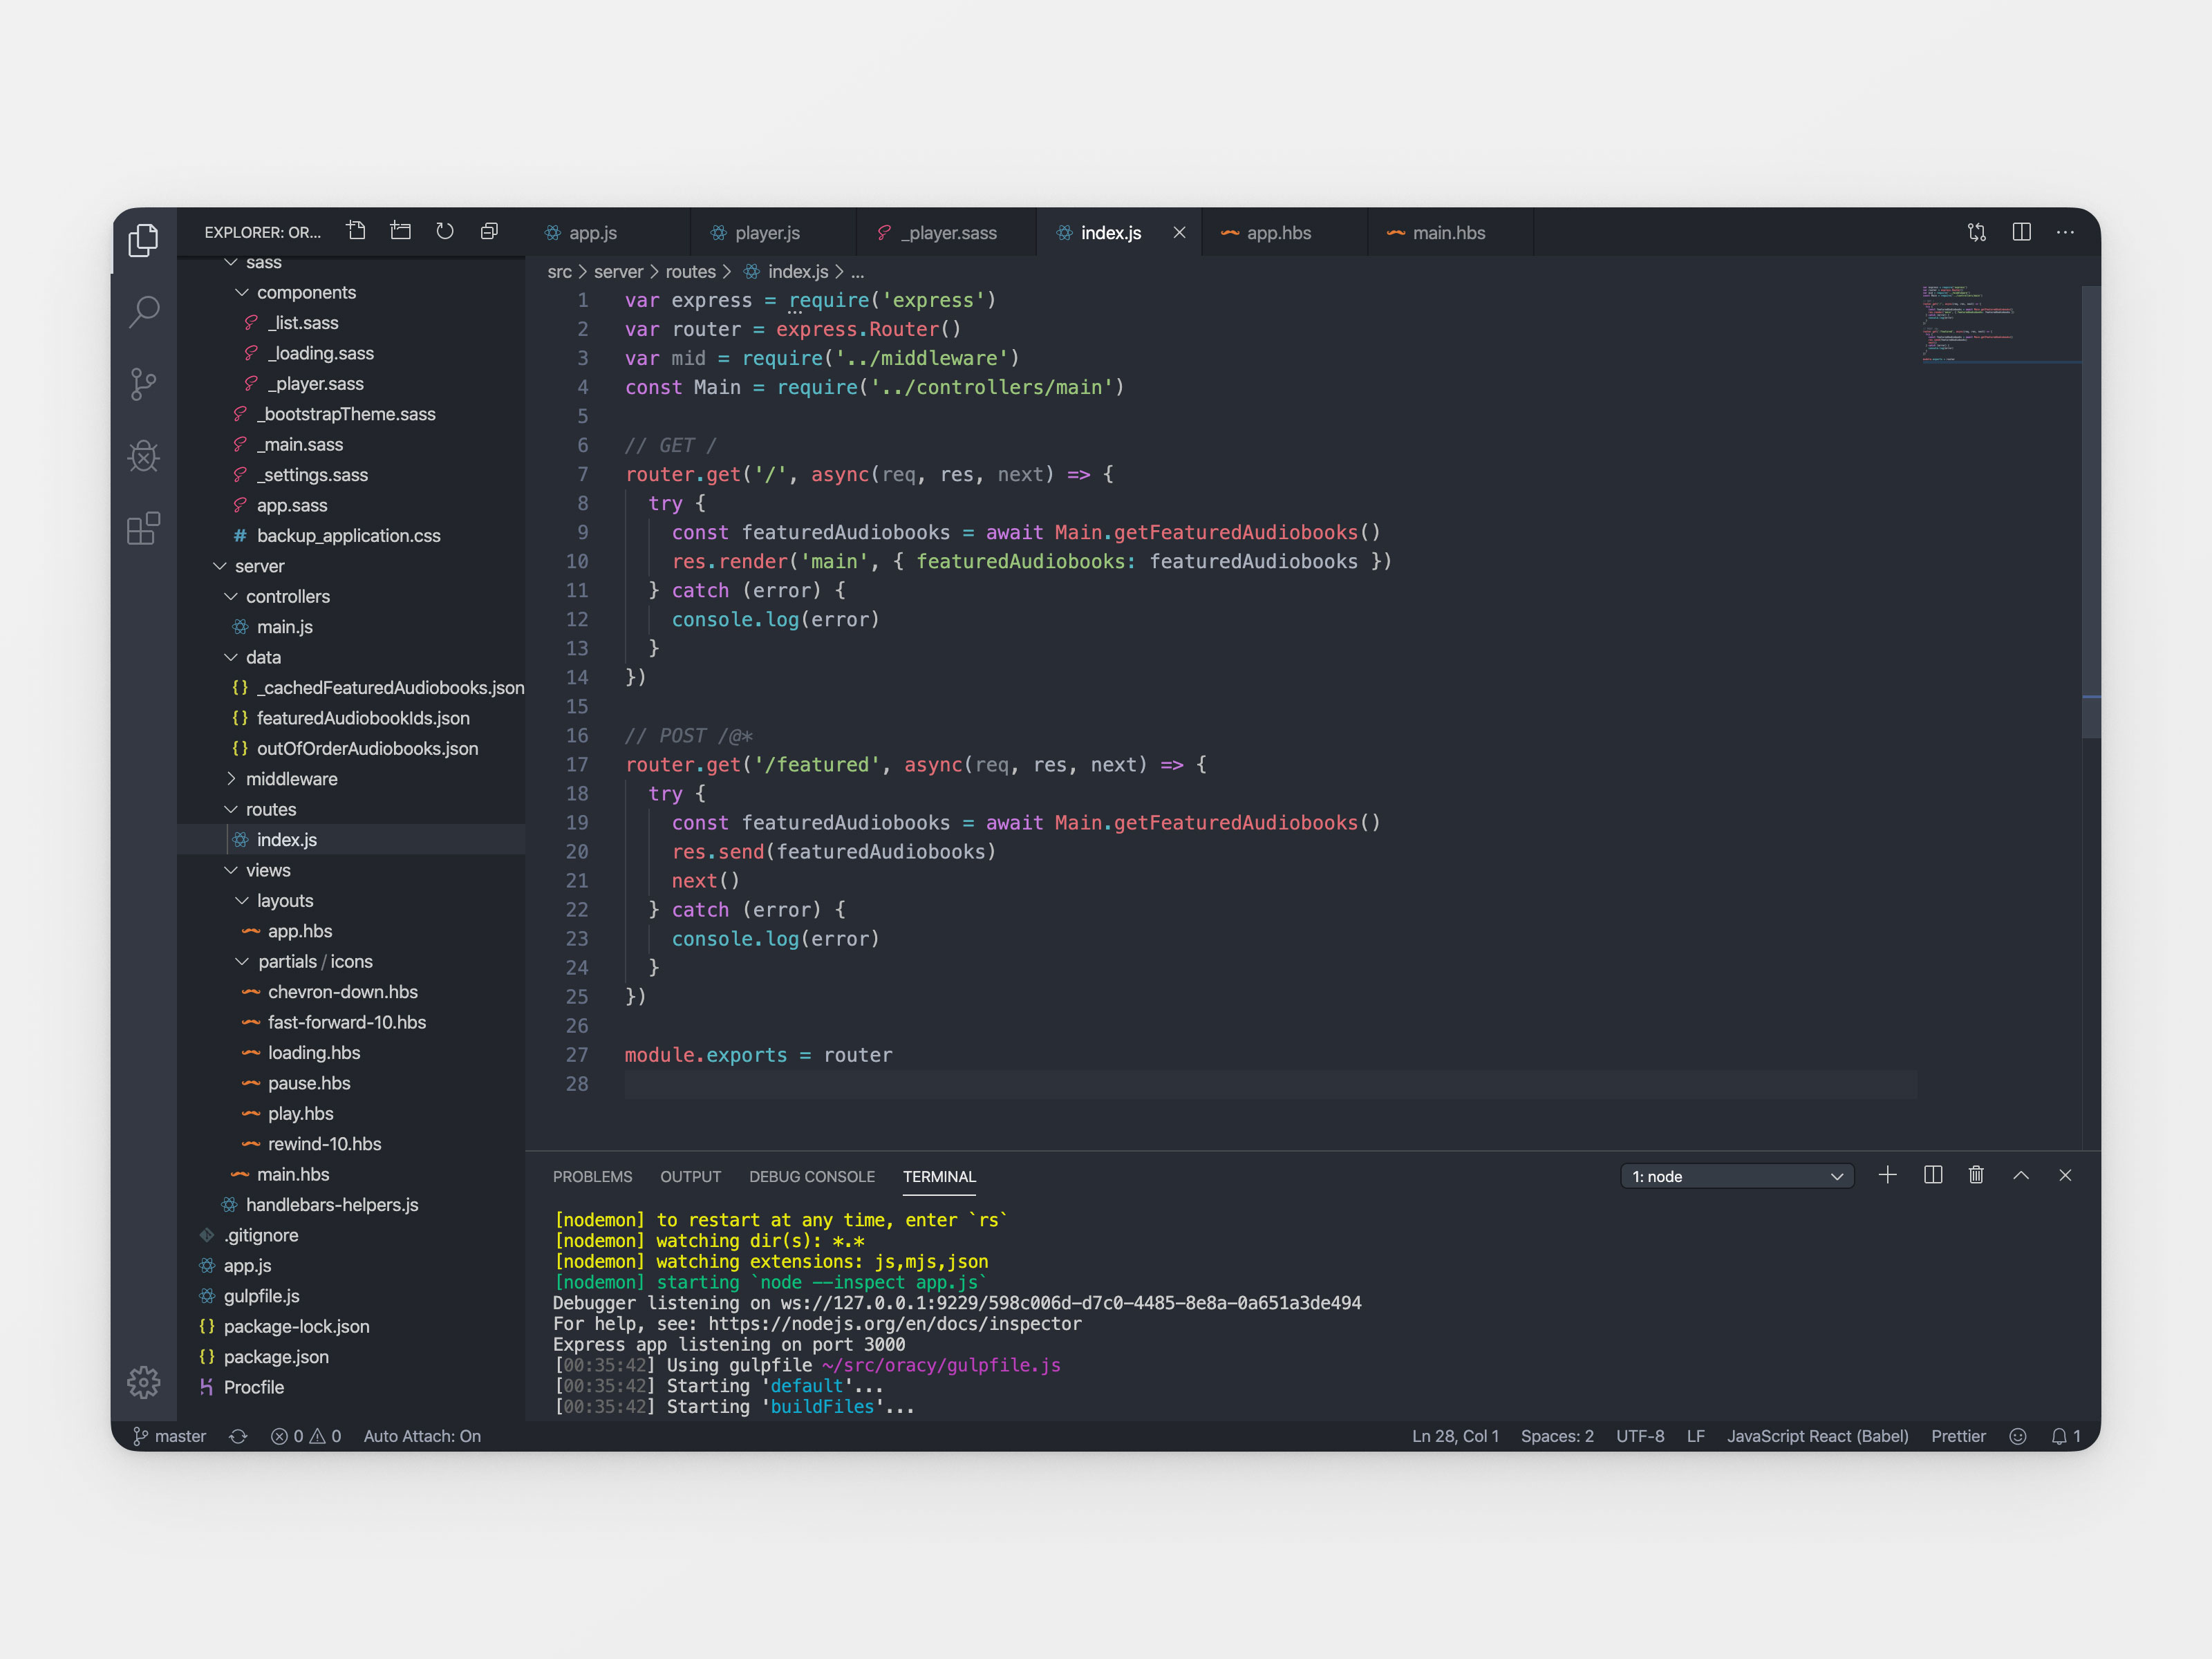 EXPLORER: OR...
app.js
player.js
_player.sass
index.js
app.hbs
main.hbs
sass
components
_list.sass
_loading.sass
_player.sass
_bootstrapTheme.sass
_main.sass
_settings.sass
app.sass
# backup_application.css
server
controllers
main.js
data
{} _cachedFeaturedAudiobooks.json
{} featuredAudiobookIds.json
{} outOfOrderAudiobooks.json
middleware
routes
index.js
views
layouts
app.hbs
partials / icons
chevron-down.hbs
fast-forward-10.hbs
loading.hbs
pause.hbs
play.hbs
rewind-10.hbs
main.hbs
handlebars-helpers.js
.gitignore
app.js
gulpfile.js
{} package-lock.json
{} package.json
Procfile
src > server > routes > index.js > ...
1 var express = require('express')
2 var router = express.Router()
3 var mid = require('../middleware')
4 const Main = require('../controllers/main')
5
6 // GET /
7 router.get('/', async(req, res, next) => {
8 try {
9 const featuredAudiobooks = await Main.getFeaturedAudiobooks()
10 res.render('main', { featuredAudiobooks: featuredAudiobooks })
11 } catch (error) {
12 console.log(error)
13 }
14 })
15
16 // POST /@*
17 router.get('/featured', async(req, res, next) => {
18 try {
19 const featuredAudiobooks = await Main.getFeaturedAudiobooks()
20 res.send(featuredAudiobooks)
21 next()
22 } catch (error) {
23 console.log(error)
24 }
25 })
26
27 module.exports = router
28
PROBLEMS OUTPUT DEBUG CONSOLE TERMINAL
1: node
[nodemon] to restart at any time, enter `rs`
[nodemon] watching dir(s): *.*
[nodemon] watching extensions: js,mjs,json
[nodemon] starting `node --inspect app.js`
Debugger listening on ws://127.0.0.1:9229/598c006d-d7c0-4485-8e8a-0a651a3de494
For help, see: https://nodejs.org/en/docs/inspector
Express app listening on port 3000
[00:35:42] Using gulpfile ~/src/oracy/gulpfile.js
[00:35:42] Starting 'default'...
[00:35:42] Starting 'buildFiles'...
master 0 0 Auto Attach: On Ln 28, Col 1 Spaces: 2 UTF-8 LF JavaScript React (Babel) Prettier 1